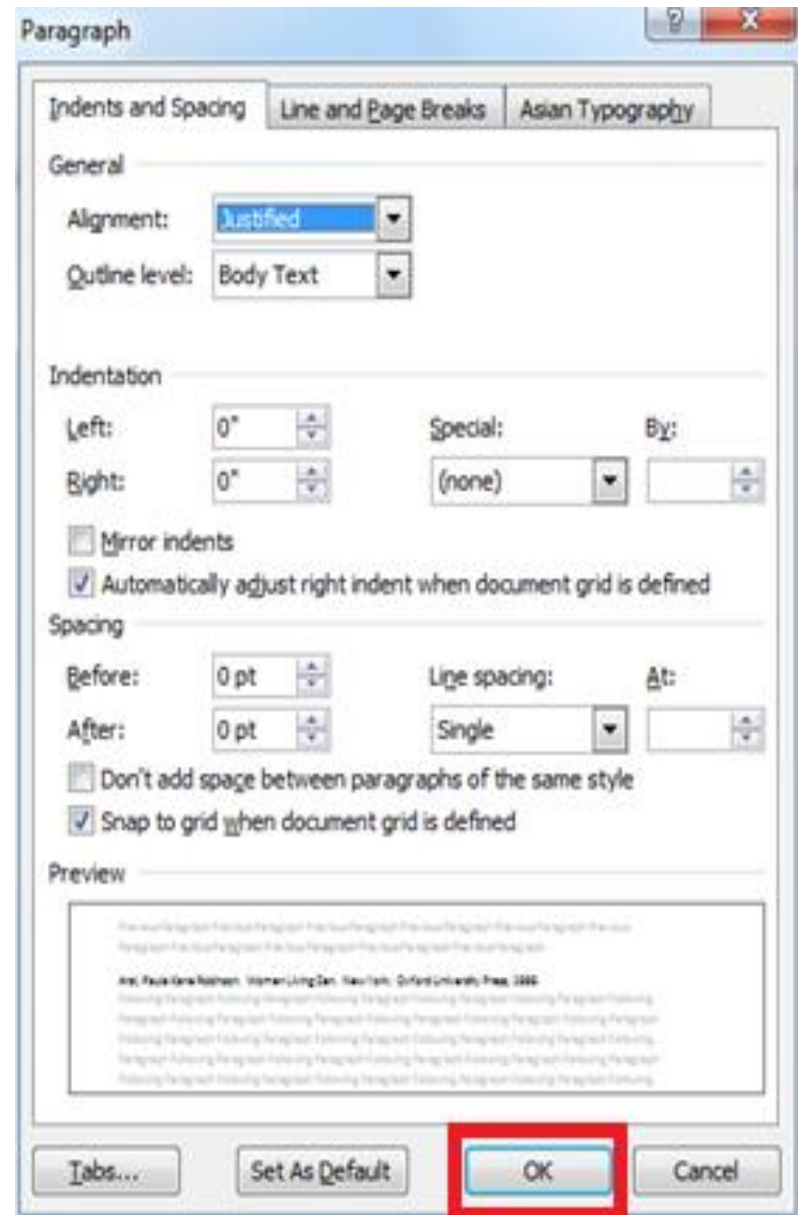 Paragraph
Indents and Spacing Line and Page Breaks Asian Typography
General
Alignment: Justified
Outline level: Body Text
Indentation
Left: 0" Special: By:
Right: 0" (none)
Mirror indents
Automatically adjust right indent when document grid is defined
Spacing
Before: 0 pt Line spacing: At:
After: 0 pt Single
Don't add space between paragraphs of the same style
Snap to grid when document grid is defined
Preview
Paula Kane Robinson. Women Living Zen. New York: Oxford University Press, 1999.
Tabs... Set As Default OK Cancel